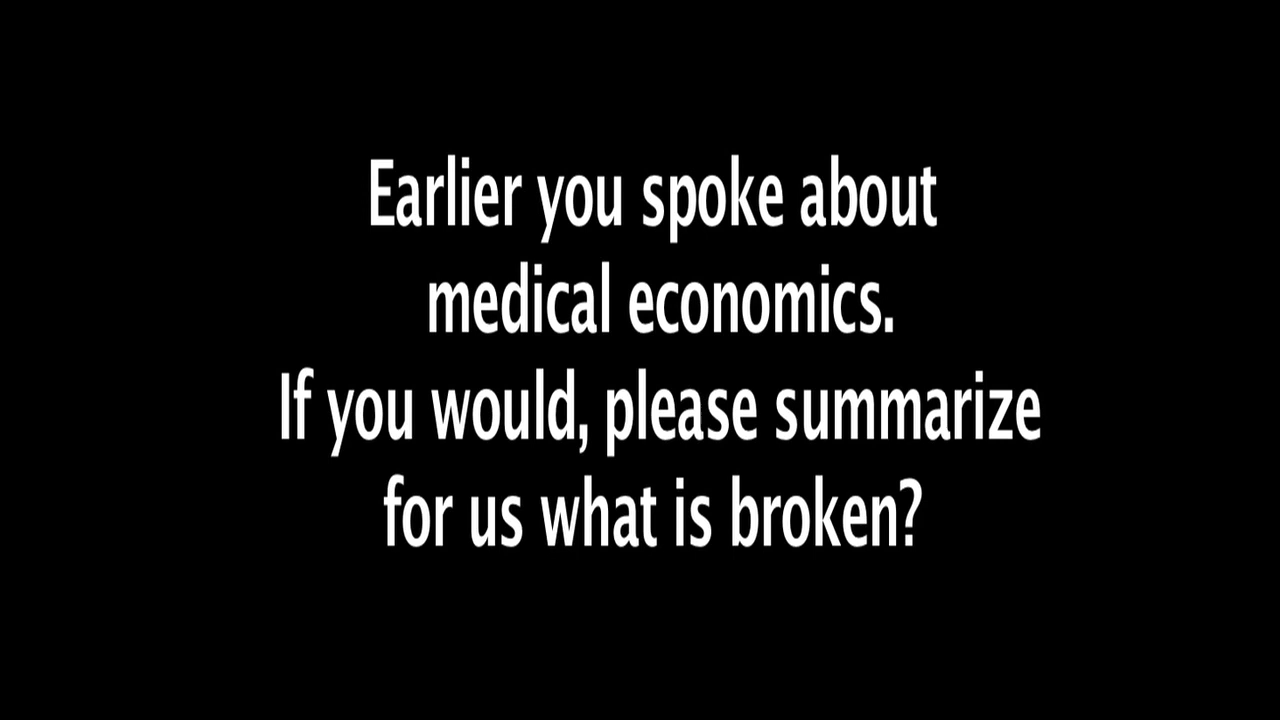 Earlier you spoke about
medical economics.
If you would, please summarize
for us what is broken?